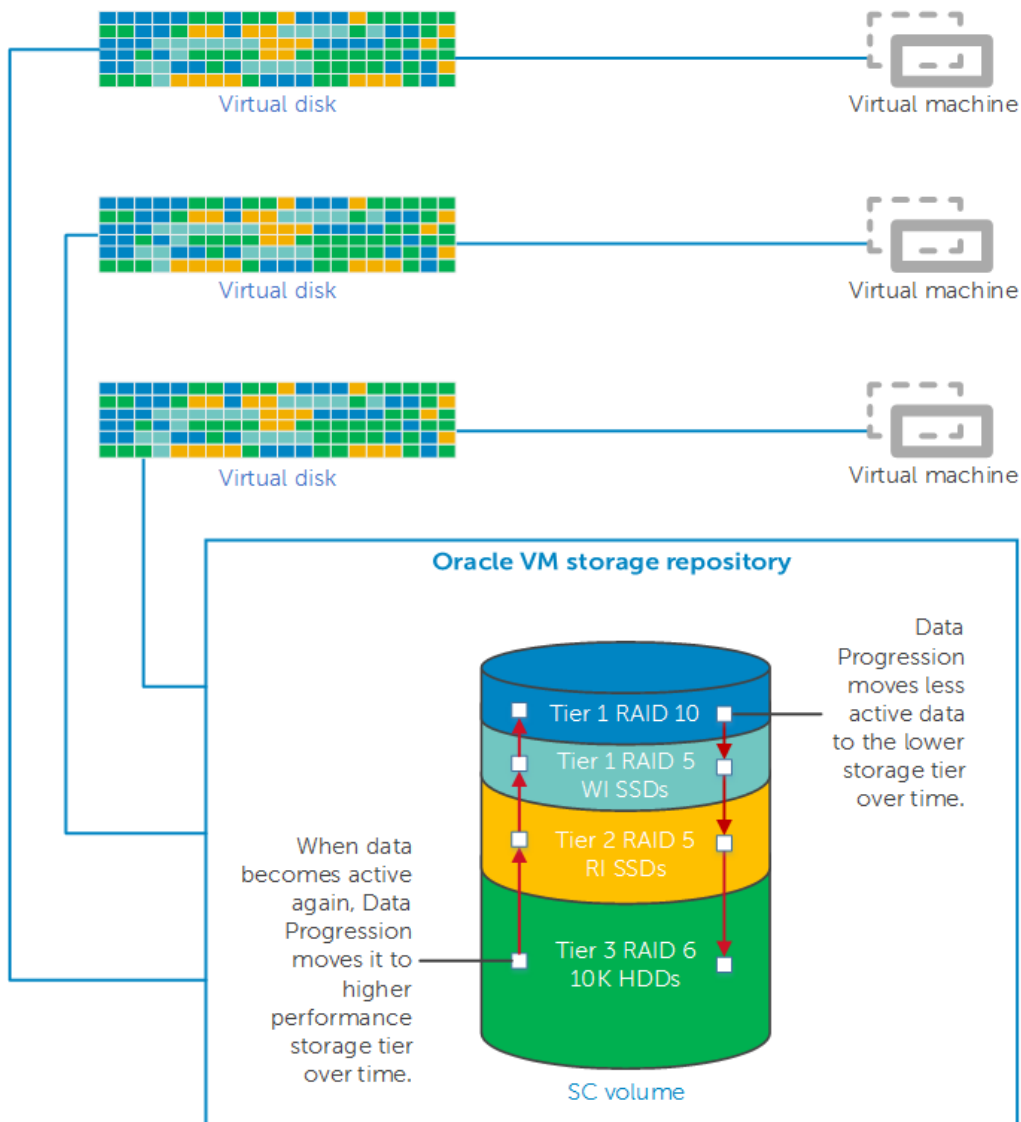 Virtual disk
Virtual machine
Virtual disk
Virtual machine
Virtual disk
Virtual machine
Oracle VM storage repository
Data
Progression
moves less
active data
to the lower
storage tier
over time.
Tier 1 RAID 10
Tier 1 RAID 5
WI SSDs
Tier 2 RAID 5
RI SSDs
When data
becomes active
again, Data
Progression
moves it to
higher
performance
storage tier
over time.
Tier 3 RAID 6
10K HDDs
SC volume